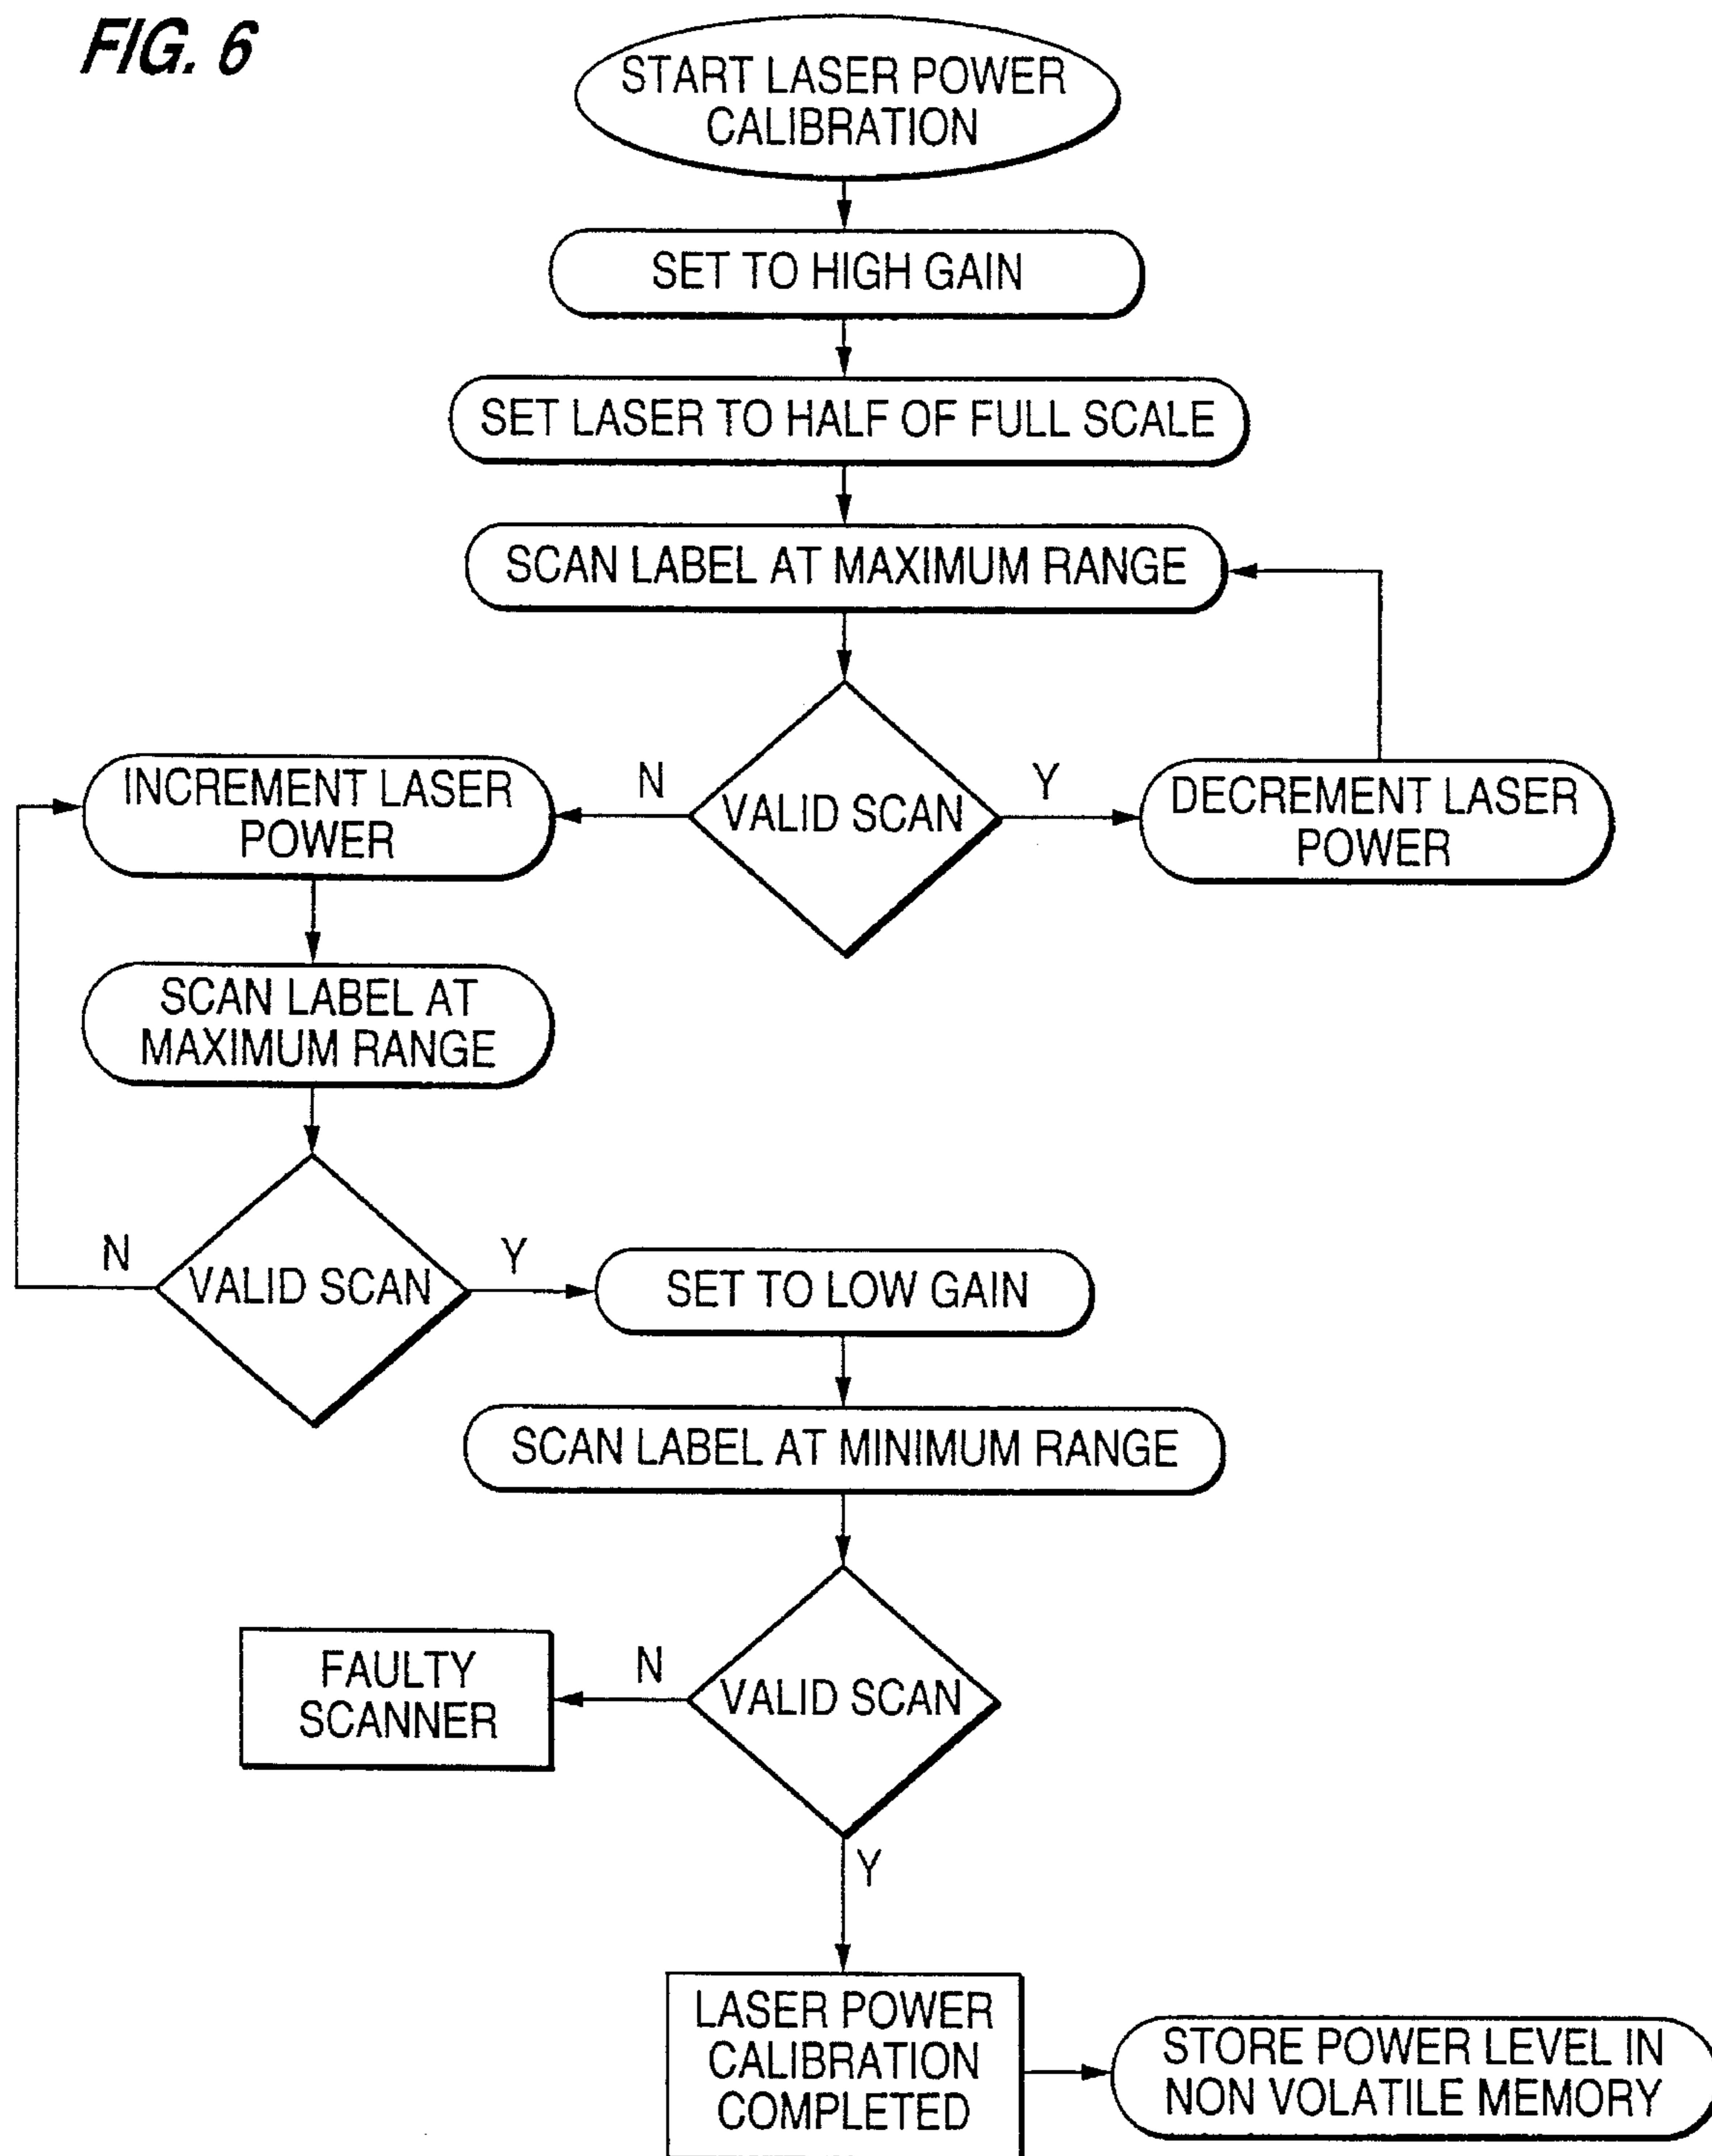 FIG. 6
START LASER POWER
CALIBRATION
SET TO HIGH GAIN
SET LASER TO HALF OF FULL SCALE
SCAN LABEL AT MAXIMUM RANGE
INCREMENT LASER
POWER
N
VALID SCAN
Y
DECREMENT LASER
POWER
SCAN LABEL AT
MAXIMUM RANGE
N
VALID SCAN
Y
SET TO LOW GAIN
SCAN LABEL AT MINIMUM RANGE
FAULTY
SCANNER
N
VALID SCAN
Y
LASER POWER
CALIBRATION
COMPLETED
STORE POWER LEVEL IN
NON VOLATILE MEMORY